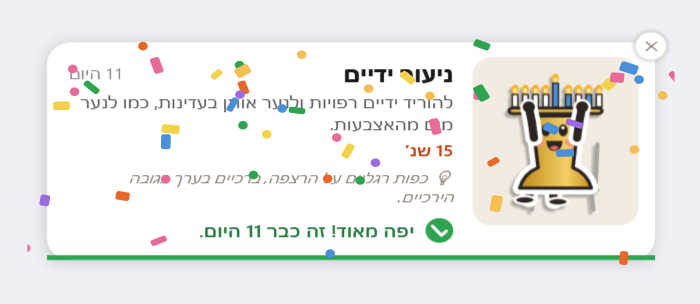 ניעור ידיים
11 היום
להוריד ידיים רפויות ולנער אותן בעדינות, כמו לנער
מים מהאצבעות.
15 שנ׳
כפות רגליים על הרצפה, ברכיים בערך בגובה
הירכיים.
יפה מאוד! זה כבר 11 היום.